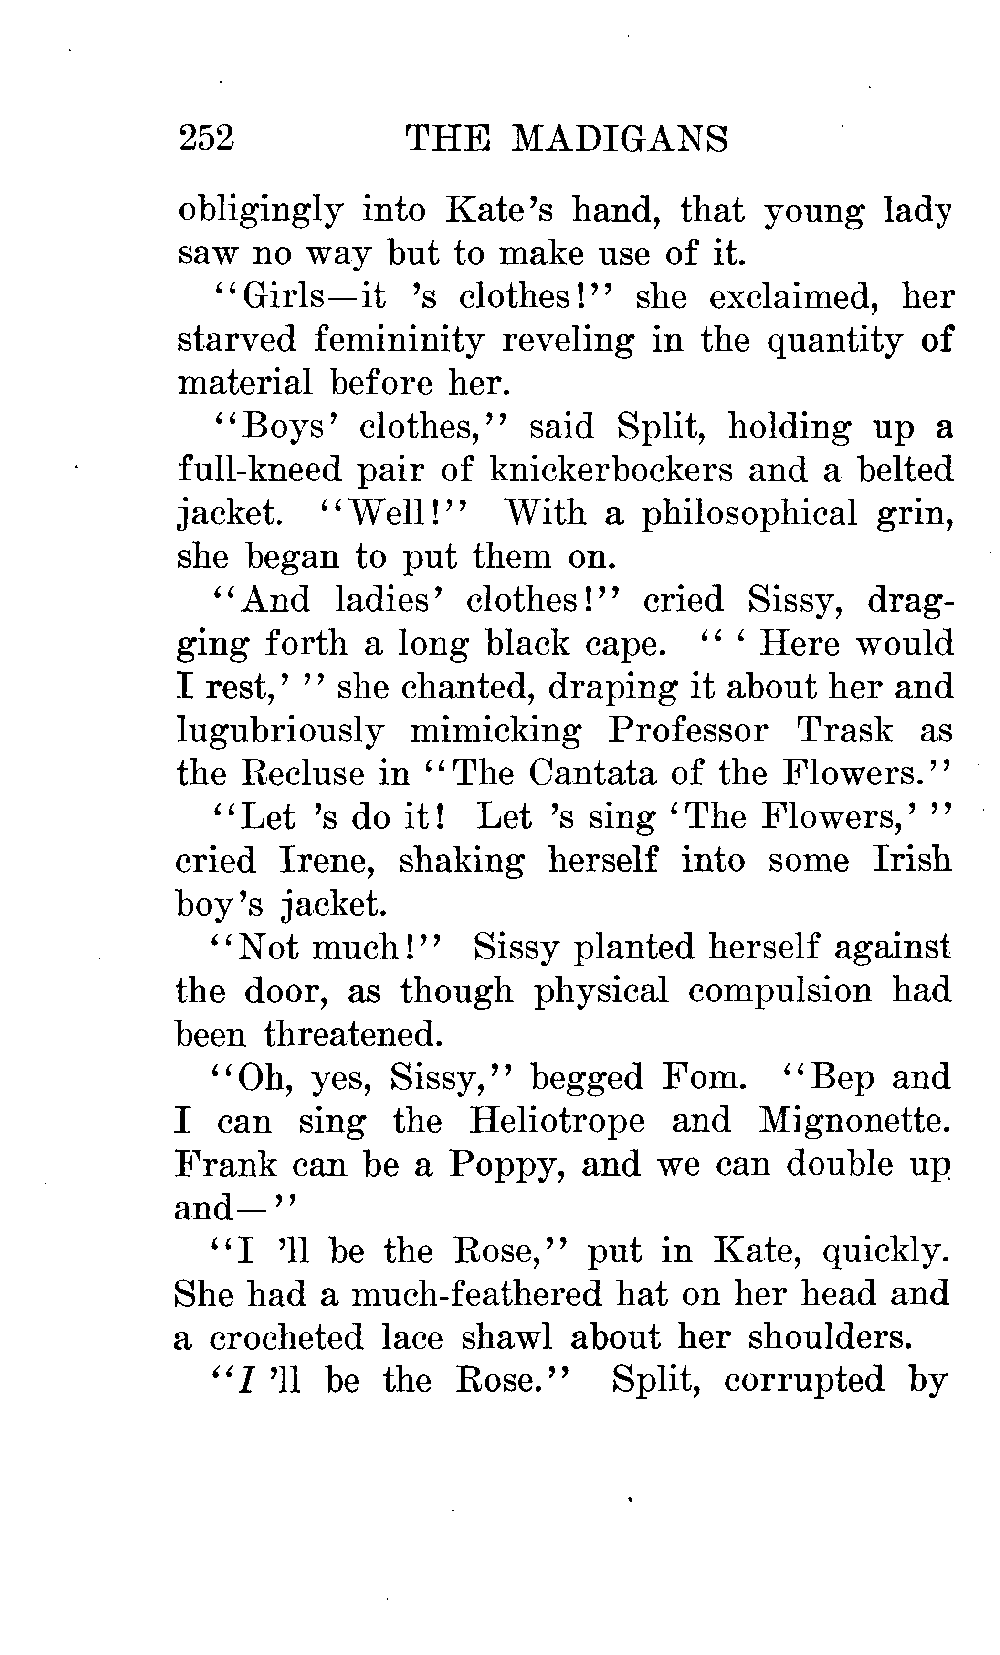 252 THE MADIGANS
obligingly into Kate's hand, that young lady
saw no way but to make use of it.
"Girls—it 's clothes!" she exclaimed, her
starved femininity reveling in the quantity of
material before her.
"Boys' clothes," said Split, holding up a
full-kneed pair of knickerbockers and a belted
jacket. "Well!" With a philosophical grin,
she began to put them on.
"And ladies' clothes!" cried Sissy, drag-
ging forth a long black cape. " ' Here would
I rest,' " she chanted, draping it about her and
lugubriously mimicking Professor Trask as
the Recluse in "The Cantata of the Flowers."
"Let 's do it! Let 's sing 'The Flowers,' "
cried Irene, shaking herself into some Irish
boy's jacket.
"Not much!" Sissy planted herself against
the door, as though physical compulsion had
been threatened.
"Oh, yes, Sissy," begged Fom. "Bep and
I can sing the Heliotrope and Mignonette.
Frank can be a Poppy, and we can double up
and—"
"I 'll be the Rose," put in Kate, quickly.
She had a much-feathered hat on her head and
a crocheted lace shawl about her shoulders.
"I 'll be the Rose." Split, corrupted by